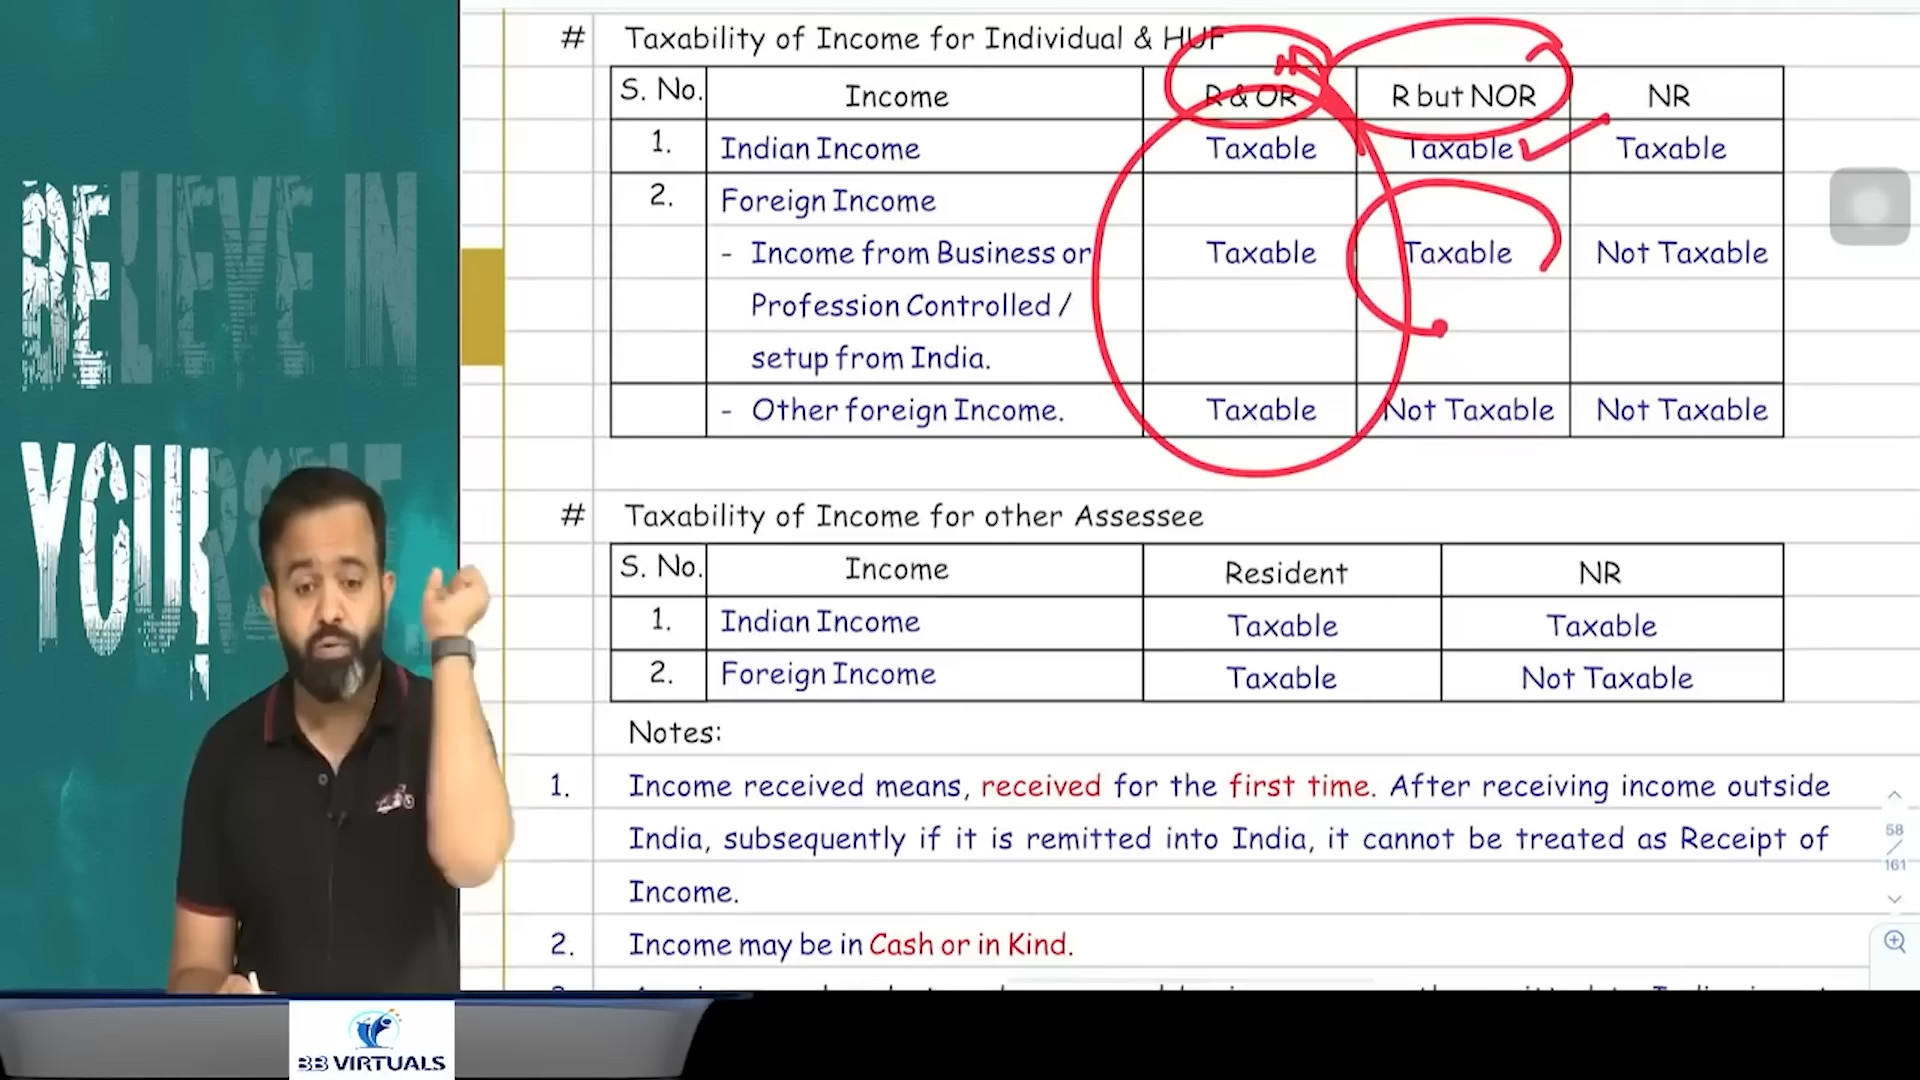 BELIEVE IN
YOURSELF
# Taxability of Income for Individual & HUF
S. No. Income R & OR R but NOR NR
1. Indian Income Taxable Taxable Taxable
2. Foreign Income
- Income from Business or Taxable Taxable Not Taxable
Profession Controlled /
setup from India.
- Other foreign Income. Taxable Not Taxable Not Taxable
# Taxability of Income for other Assessee
S. No. Income Resident NR
1. Indian Income Taxable Taxable
2. Foreign Income Taxable Not Taxable
Notes:
1. Income received means, received for the first time. After receiving income outside
India, subsequently if it is remitted into India, it cannot be treated as Receipt of
Income.
2. Income may be in Cash or in Kind.
58
/
161
BB VIRTUALS